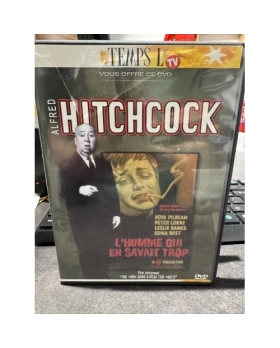 TEMPS L
TV
VOUS OFFRE CE DVD
ALFRED
HITCHCOCK
NOVA PILBEAM
PETER LORRE
LESLIE BANKS
EDNA BEST
L'HOMME QUI
EN SAVAIT TROP
PRODUCTION
DVD